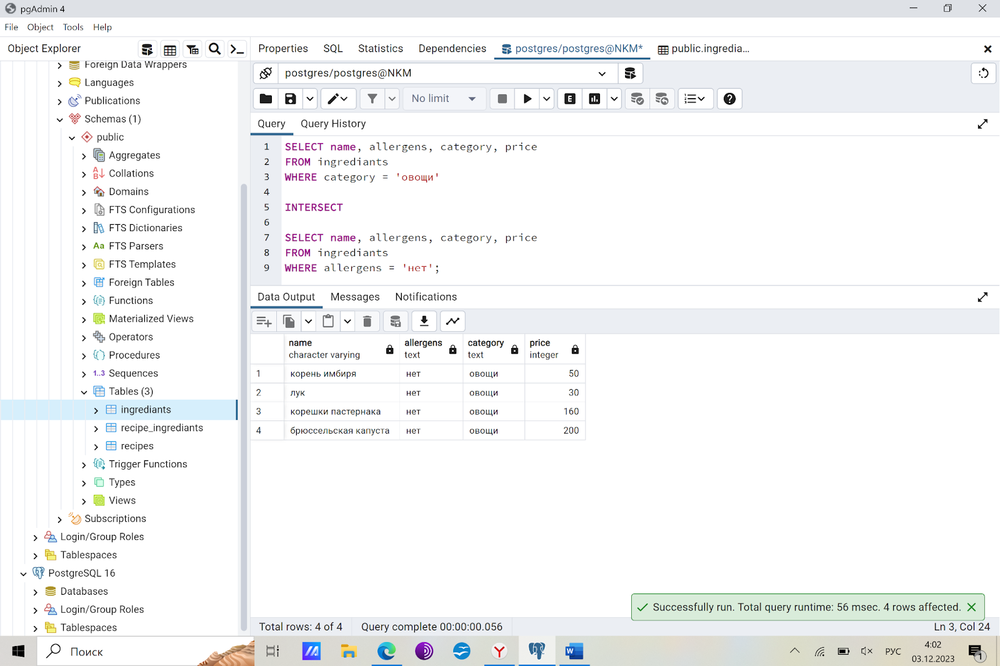 pgAdmin 4
File Object Tools Help
Object Explorer
Foreign Data Wrappers
Languages
Publications
Schemas (1)
public
Aggregates
Collations
Domains
FTS Configurations
FTS Dictionaries
Aa FTS Parsers
FTS Templates
Foreign Tables
Functions
Materialized Views
Operators
Procedures
1..3 Sequences
Tables (3)
ingrediants
recipe_ingrediants
recipes
Trigger Functions
Types
Views
Subscriptions
Login/Group Roles
Tablespaces
PostgreSQL 16
Databases
Login/Group Roles
Tablespaces
Properties SQL Statistics Dependencies postgres/postgres@NKM* public.ingredia...
postgres/postgres@NKM
No limit E
Query Query History
1 SELECT name, allergens, category, price
2 FROM ingrediants
3 WHERE category = 'овощи'
4
5 INTERSECT
6
7 SELECT name, allergens, category, price
8 FROM ingrediants
9 WHERE allergens = 'нет';
Data Output Messages Notifications
name allergens category price
character varying text text integer
1 корень имбиря нет овощи 50
2 лук нет овощи 30
3 корешки пастернака нет овощи 160
4 брюссельская капуста нет овощи 200
Successfully run. Total query runtime: 56 msec. 4 rows affected.
Total rows: 4 of 4 Query complete 00:00:00.056 Ln 3, Col 24
Поиск РУС 4:02
03.12.2023 1